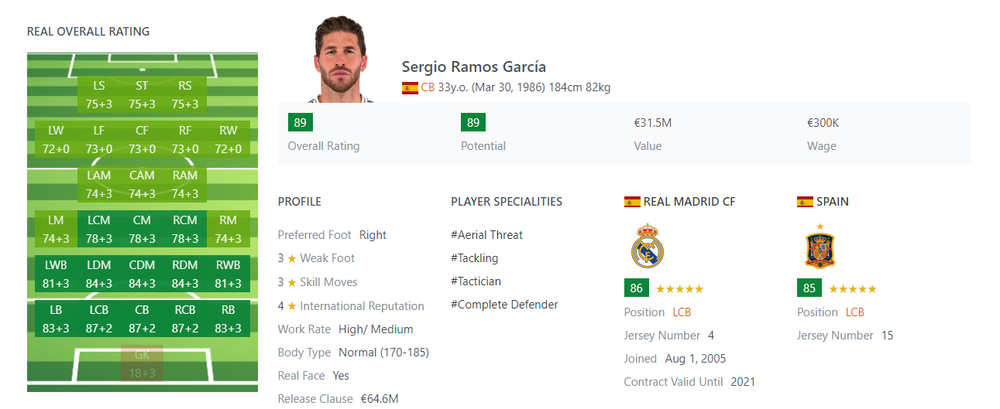 REAL OVERALL RATING
LS ST RS
75+3 75+3 75+3
LW LF CF RF RW
72+0 73+0 73+0 73+0 72+0
LAM CAM RAM
74+3 74+3 74+3
LM LCM CM RCM RM
74+3 78+3 78+3 78+3 74+3
LWB LDM CDM RDM RWB
81+3 84+3 84+3 84+3 81+3
LB LCB CB RCB RB
83+3 87+2 87+2 87+2 83+3
GK
18+3
Sergio Ramos García
CB 33y.o. (Mar 30, 1986) 184cm 82kg
89 89 €31.5M €300K
Overall Rating Potential Value Wage
PROFILE
Preferred Foot Right
3 ★ Weak Foot
3 ★ Skill Moves
4 ★ International Reputation
Work Rate High/ Medium
Body Type Normal (170-185)
Real Face Yes
Release Clause €64.6M
PLAYER SPECIALITIES
#Aerial Threat
#Tackling
#Tactician
#Complete Defender
REAL MADRID CF
86 ★★★★★
Position LCB
Jersey Number 4
Joined Aug 1, 2005
Contract Valid Until 2021
SPAIN
85 ★★★★★
Position LCB
Jersey Number 15